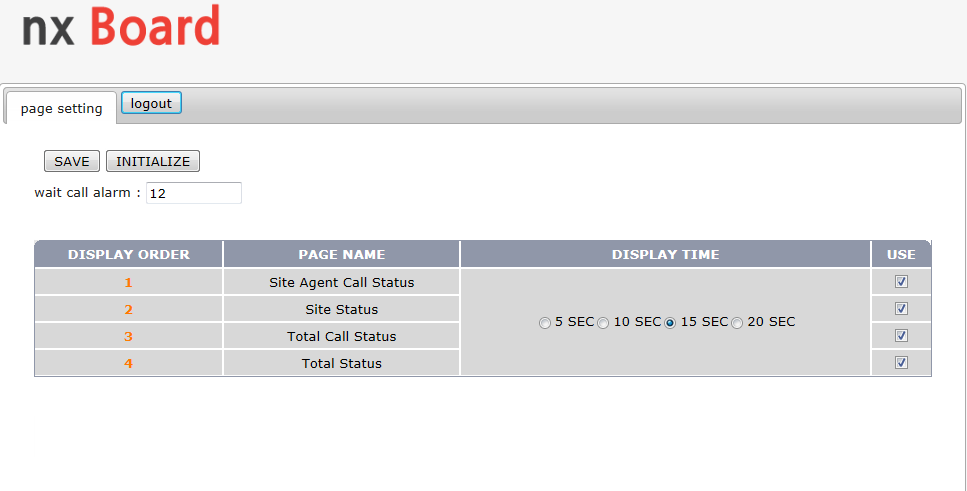 nx Board
page setting logout
SAVE INITIALIZE
wait call alarm : 12
DISPLAY ORDER PAGE NAME DISPLAY TIME USE
1 Site Agent Call Status
2 Site Status
5 SEC 10 SEC 15 SEC 20 SEC
3 Total Call Status
4 Total Status